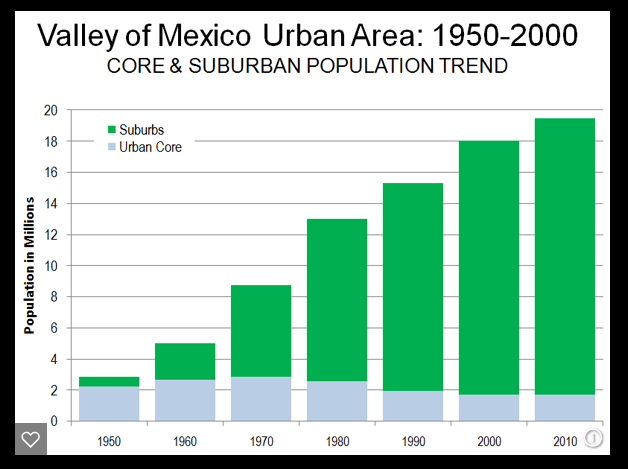 Valley of Mexico Urban Area: 1950-2000
CORE & SUBURBAN POPULATION TREND
Population in Millions
20
18
16
14
12
10
8
6
4
2
0
Suburbs
Urban Core
1950 1960 1970 1980 1990 2000 2010